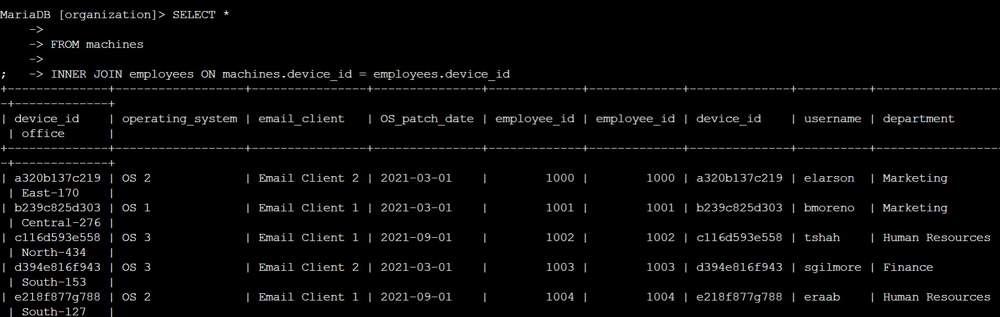 MariaDB [organization]> SELECT *
    ->
    -> FROM machines
    ->
;   -> INNER JOIN employees ON machines.device_id = employees.device_id
+--------------+------------------+----------------+---------------+-------------+-------------+--------------+----------+-----------------
-+-------------+
| device_id    | operating_system | email_client   | OS_patch_date | employee_id | employee_id | device_id    | username | department
 | office      |
+--------------+------------------+----------------+---------------+-------------+-------------+--------------+----------+-----------------
-+-------------+
| a320b137c219 | OS 2             | Email Client 2 | 2021-03-01    |        1000 |        1000 | a320b137c219 | elarson  | Marketing
 | East-170    |
| b239c825d303 | OS 1             | Email Client 1 | 2021-03-01    |        1001 |        1001 | b239c825d303 | bmoreno  | Marketing
 | Central-276 |
| c116d593e558 | OS 3             | Email Client 1 | 2021-09-01    |        1002 |        1002 | c116d593e558 | tshah    | Human Resources
 | North-434   |
| d394e816f943 | OS 3             | Email Client 2 | 2021-03-01    |        1003 |        1003 | d394e816f943 | sgilmore | Finance
 | South-153   |
| e218f877g788 | OS 2             | Email Client 1 | 2021-09-01    |        1004 |        1004 | e218f877g788 | eraab    | Human Resources
 | South-127   |